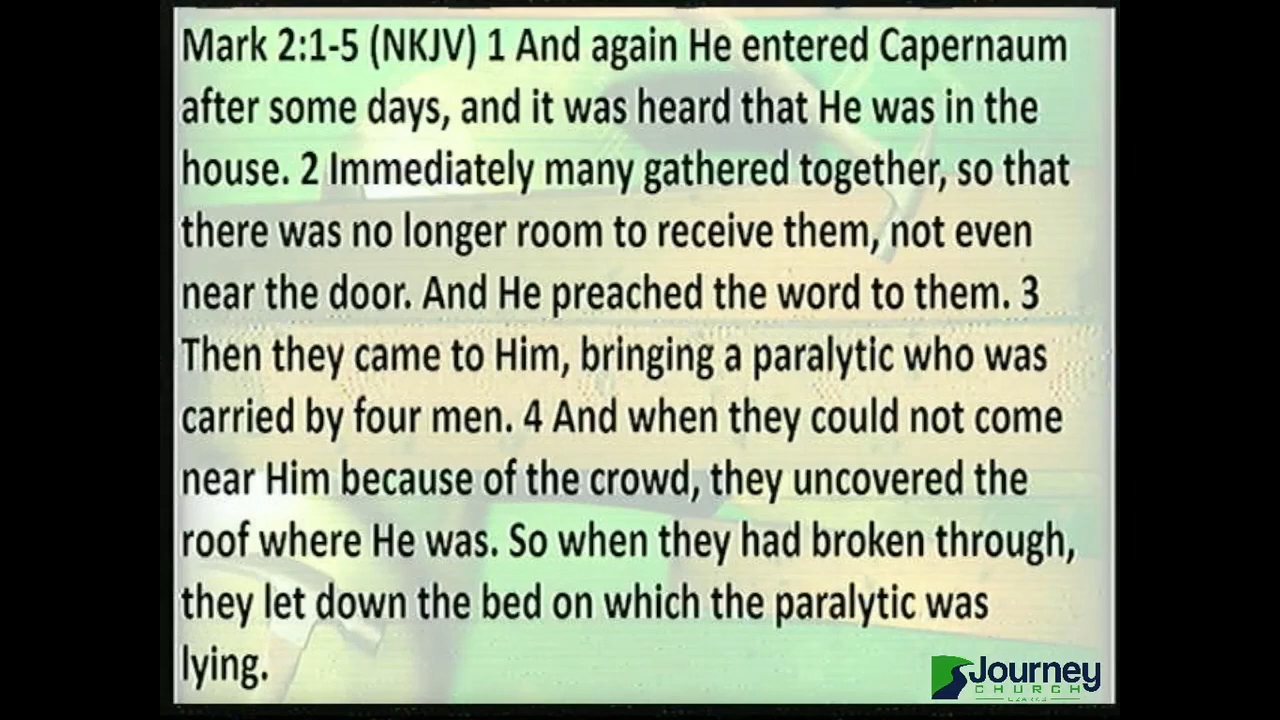 Mark 2:1-5 (NKJV) 1 And again He entered Capernaum
after some days, and it was heard that He was in the
house. 2 Immediately many gathered together, so that
there was no longer room to receive them, not even
near the door. And He preached the word to them. 3
Then they came to Him, bringing a paralytic who was
carried by four men. 4 And when they could not come
near Him because of the crowd, they uncovered the
roof where He was. So when they had broken through,
they let down the bed on which the paralytic was
lying.
Journey
CHURCH